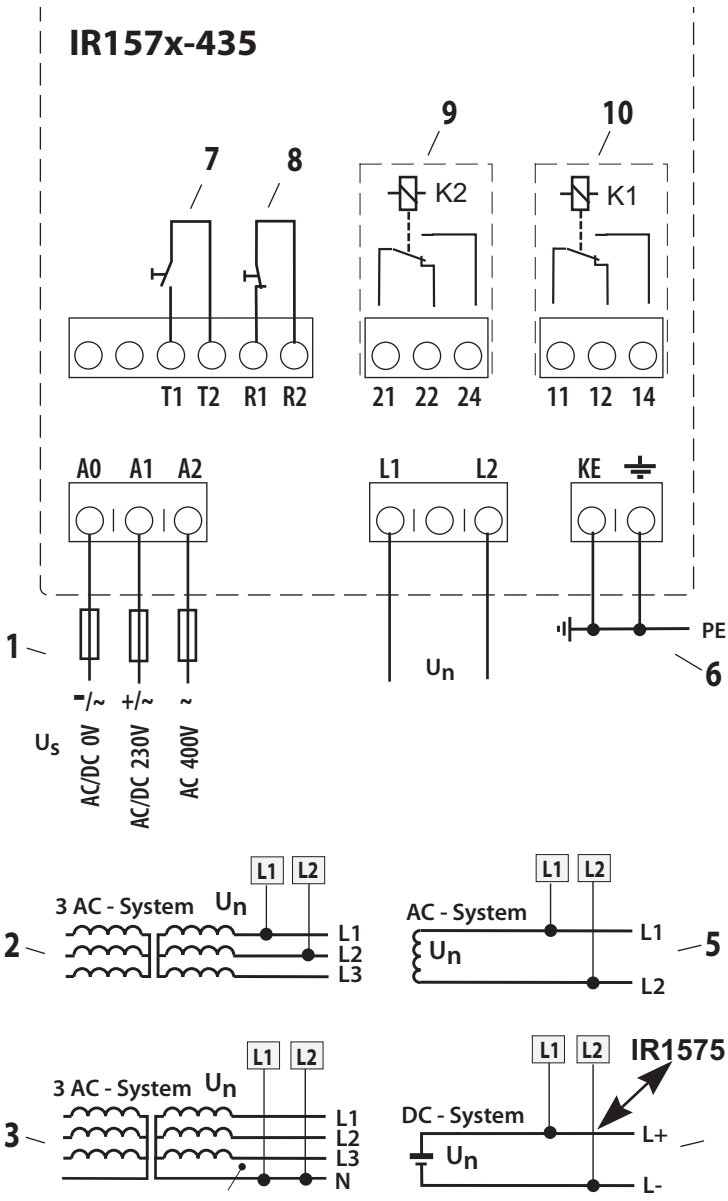 IR157x-435
9 10
7 8
K2 K1
T1 T2 R1 R2 21 22 24 11 12 14
A0 A1 A2 L1 L2 KE
PE
1
6
Un
-/~ +/~ ~
Us
AC/DC 0V
AC/DC 230V
AC 400V
L1 L2 L1 L2
3 AC - System Un AC - System
L1 L1
2 L2 Un 5
L3 L2
L1 L2 L1 L2 IR1575
3 AC - System Un
L1 DC - System
3 L2 L+
L3 Un
N L-